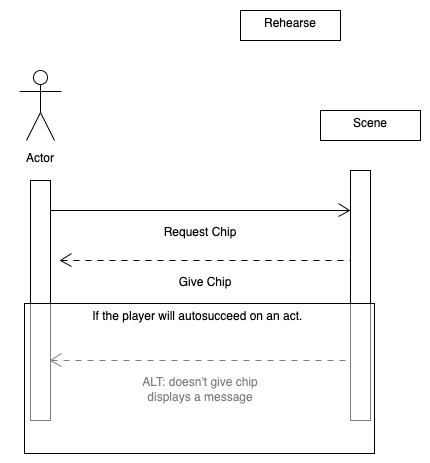 Rehearse
Scene
Actor
Request Chip
Give Chip
If the player will autosucceed on an act.
ALT: doesn't give chip
displays a message